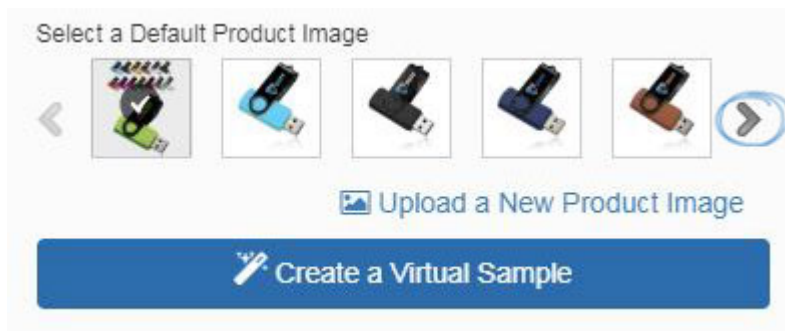 Select a Default Product Image
Upload a New Product Image
Create a Virtual Sample